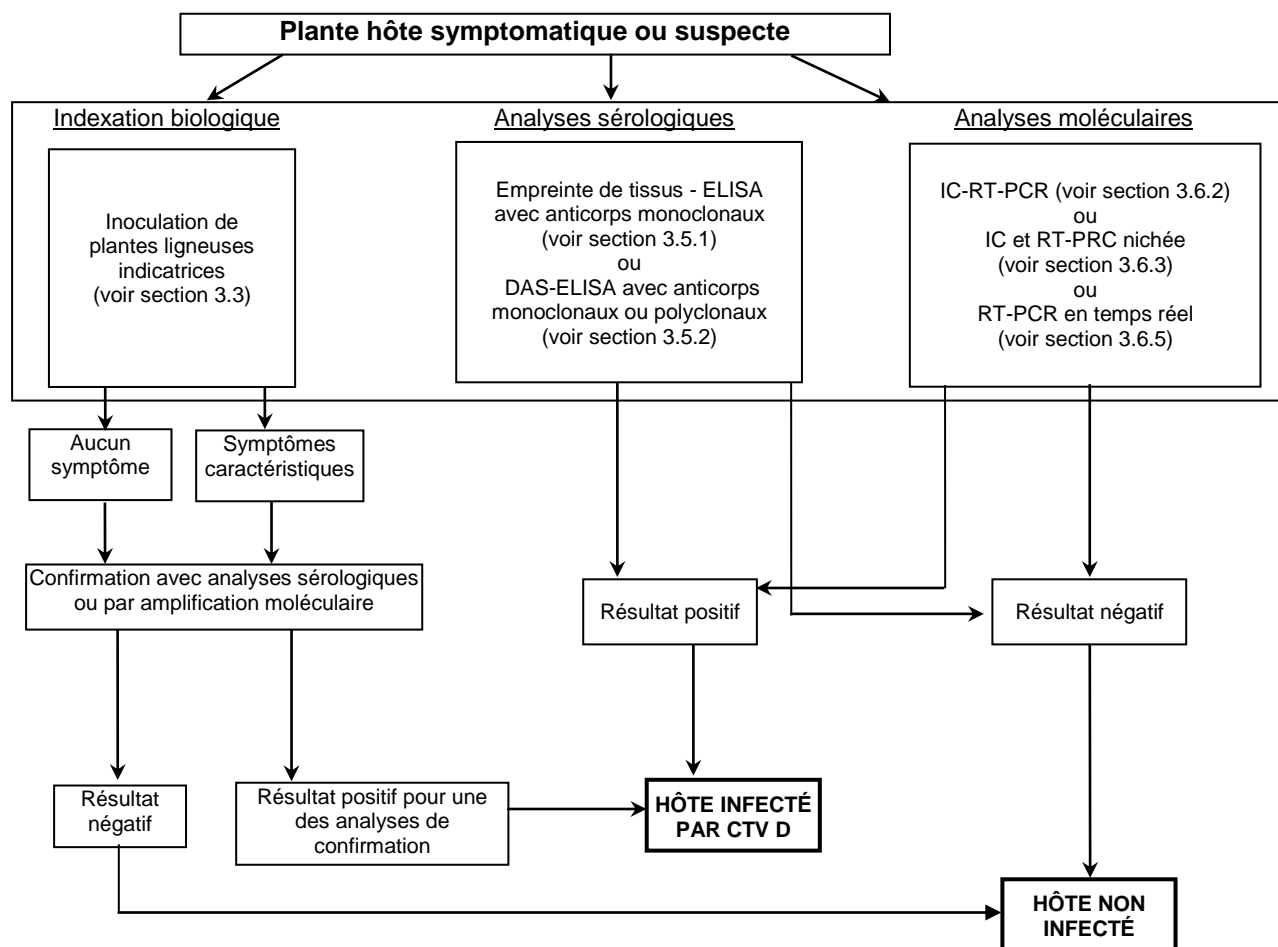 Plante hôte symptomatique ou suspecte
Indexation biologique
Inoculation de
plantes ligneuses
indicatrices
(voir section 3.3)
Analyses sérologiques
Empreinte de tissus - ELISA
avec anticorps monoclonaux
(voir section 3.5.1)
ou
DAS-ELISA avec anticorps
monoclonaux ou polyclonaux
(voir section 3.5.2)
Analyses moléculaires
IC-RT-PCR (voir section 3.6.2)
ou
IC et RT-PRC nichée
(voir section 3.6.3)
ou
RT-PCR en temps réel
(voir section 3.6.5)
Aucun
symptôme
Symptômes
caractéristiques
Confirmation avec analyses sérologiques
ou par amplification moléculaire
Résultat positif
Résultat négatif
Résultat
négatif
Résultat positif pour une
des analyses de
confirmation
HÔTE INFECTÉ
PAR CTV D
HÔTE NON
INFECTÉ